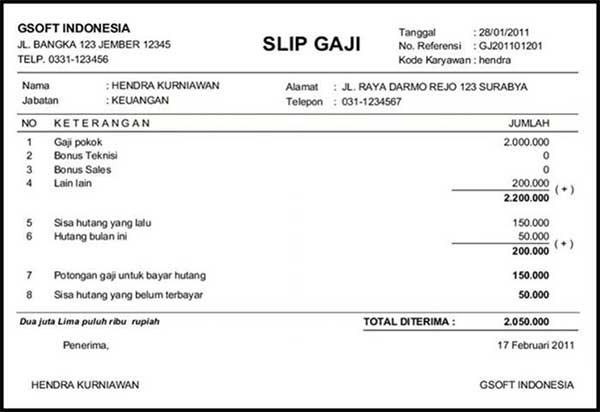 GSOFT INDONESIA
JL. BANGKA 123 JEMBER 12345
TELP. 0331-123456
SLIP GAJI
Tanggal : 28/01/2011
No. Referensi : GJ201101201
Kode Karyawan : hendra
Nama : HENDRA KURNIAWAN
Jabatan : KEUANGAN
Alamat : JL. RAYA DARMO REJO 123 SURABYA
Telepon : 031-1234567
NO KETERANGAN JUMLAH
1 Gaji pokok 2.000.000
2 Bonus Teknisi 0
3 Bonus Sales 0
4 Lain lain 200.000 (+)
2.200.000
5 Sisa hutang yang lalu 150.000
6 Hutang bulan ini 50.000 (+)
200.000
7 Potongan gaji untuk bayar hutang 150.000
8 Sisa hutang yang belum terbayar 50.000
Dua juta Lima puluh ribu rupiah TOTAL DITERIMA : 2.050.000
Penerima, 17 Februari 2011
HENDRA KURNIAWAN GSOFT INDONESIA